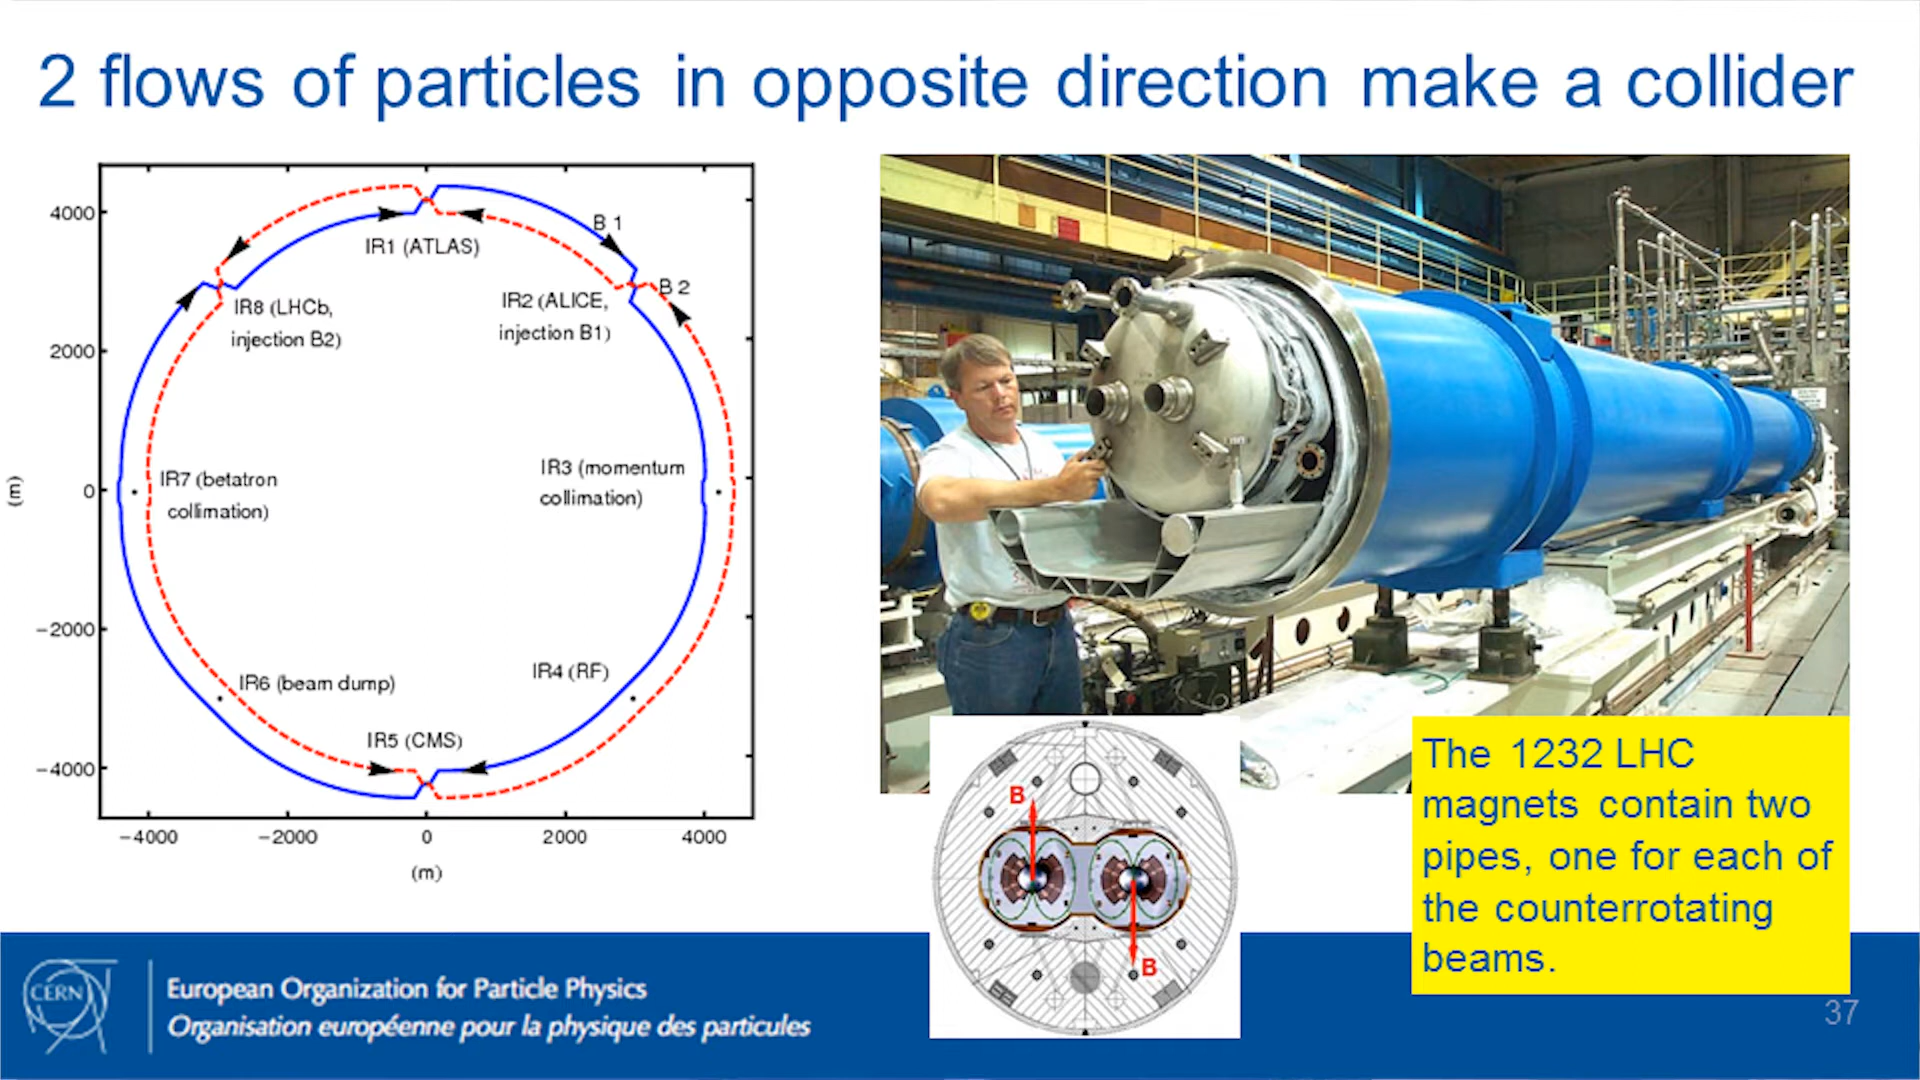 2 flows of particles in opposite direction make a collider
4000
2000
0
−2000
−4000
(m)
−4000
−2000
0
2000
4000
(m)
B 1
B 2
IR1 (ATLAS)
IR8 (LHCb,
injection B2)
IR2 (ALICE,
injection B1)
IR7 (betatron
collimation)
IR3 (momentum
collimation)
IR6 (beam dump)
IR4 (RF)
IR5 (CMS)
B
B
The 1232 LHC
magnets contain two
pipes, one for each of
the counterrotating
beams.
CERN
European Organization for Particle Physics
Organisation européenne pour la physique des particules
37